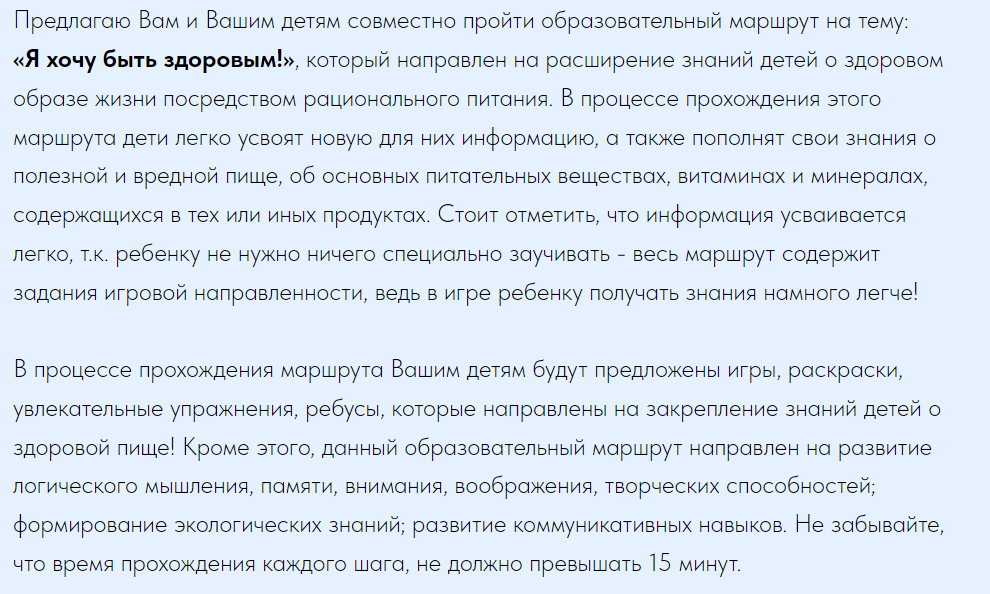 Предлагаю Вам и Вашим детям совместно пройти образовательный маршрут на тему:
«Я хочу быть здоровым!», который направлен на расширение знаний детей о здоровом
образе жизни посредством рационального питания. В процессе прохождения этого
маршрута дети легко усвоят новую для них информацию, а также пополнят свои знания о
полезной и вредной пище, об основных питательных веществах, витаминах и минералах,
содержащихся в тех или иных продуктах. Стоит отметить, что информация усваивается
легко, т.к. ребенку не нужно ничего специально заучивать - весь маршрут содержит
задания игровой направленности, ведь в игре ребенку получать знания намного легче!
В процессе прохождения маршрута Вашим детям будут предложены игры, раскраски,
увлекательные упражнения, ребусы, которые направлены на закрепление знаний детей о
здоровой пище! Кроме этого, данный образовательный маршрут направлен на развитие
логического мышления, памяти, внимания, воображения, творческих способностей;
формирование экологических знаний; развитие коммуникативных навыков. Не забывайте,
что время прохождения каждого шага, не должно превышать 15 минут.